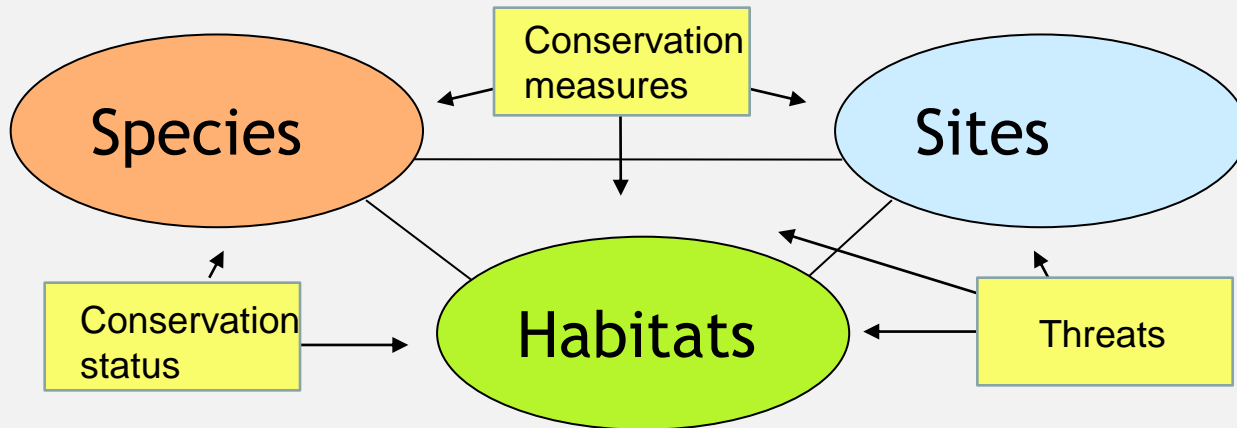 Conservation
measures
Species
Sites
Conservation
status
Habitats
Threats